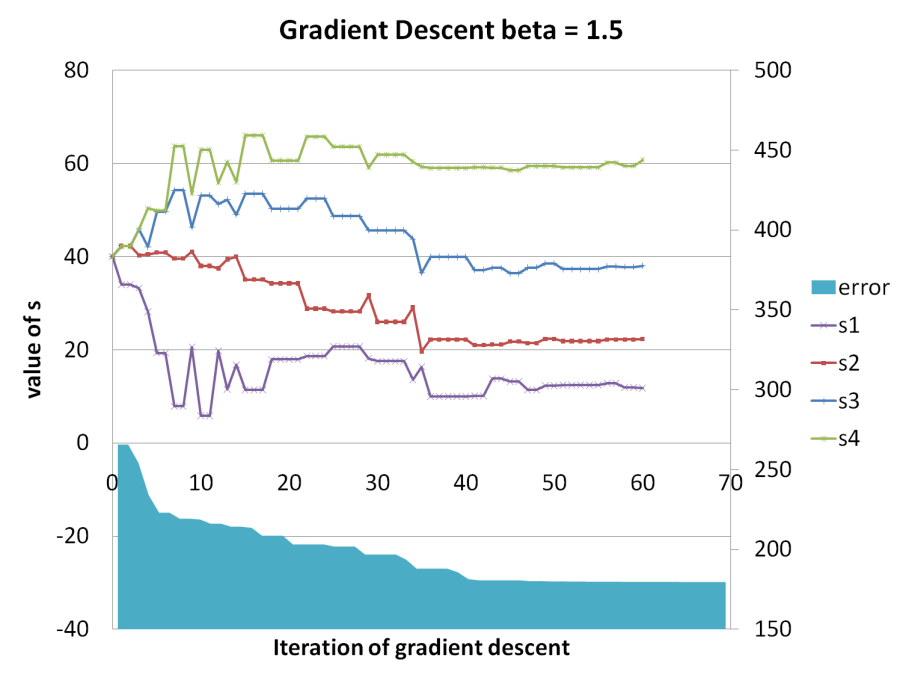 Gradient Descent beta = 1.5
80
60
40
20
0
-20
-40
value of s
500
450
400
350
300
250
200
150
0 10 20 30 40 50 60 70
Iteration of gradient descent
error
s1
s2
s3
s4